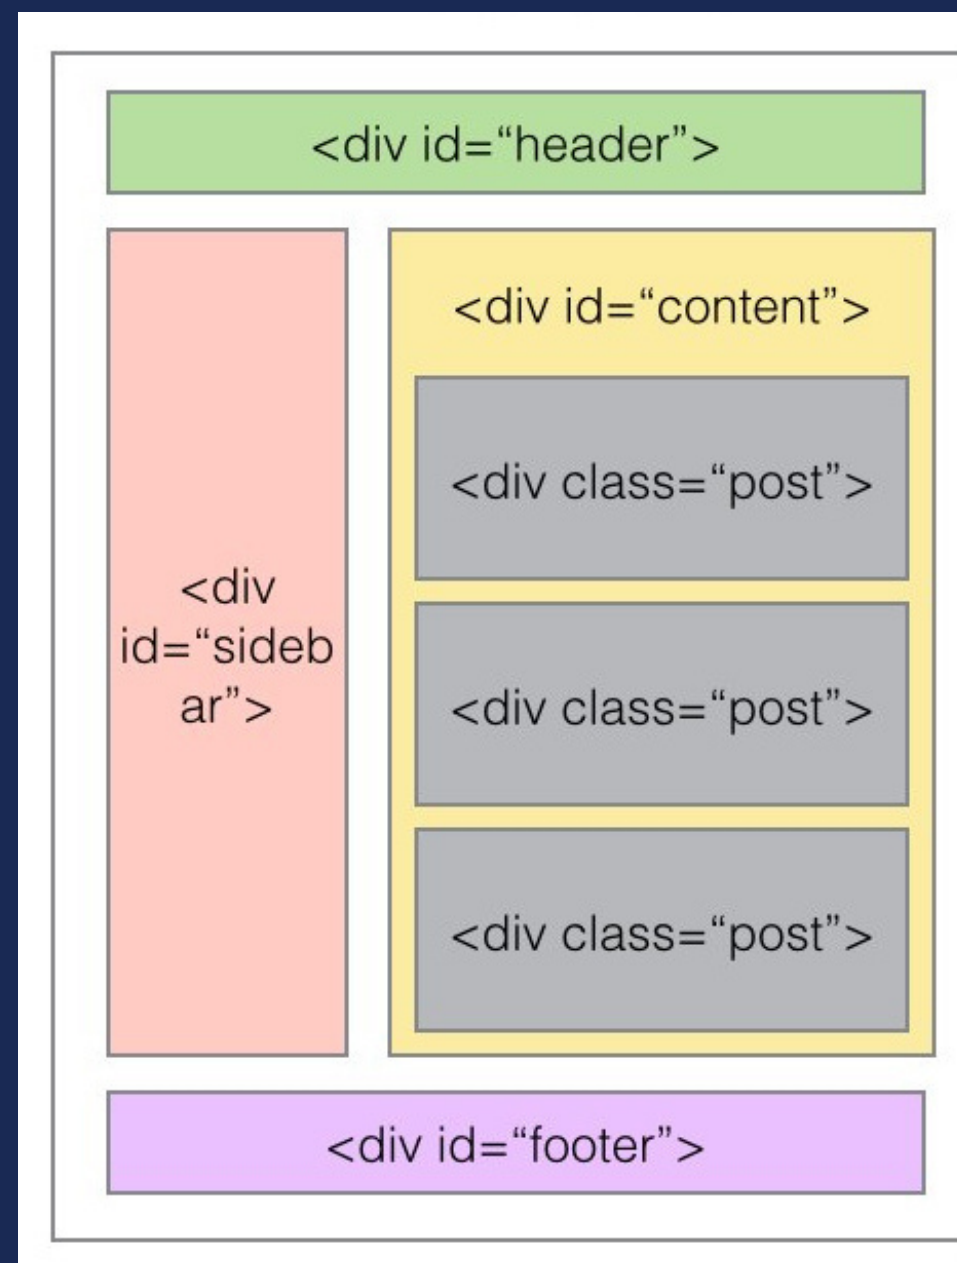 <div id=“header”>
<div
id=“sideb
ar”>
<div id=“content”>
<div class=“post”>
<div class=“post”>
<div class=“post”>
<div id=“footer”>